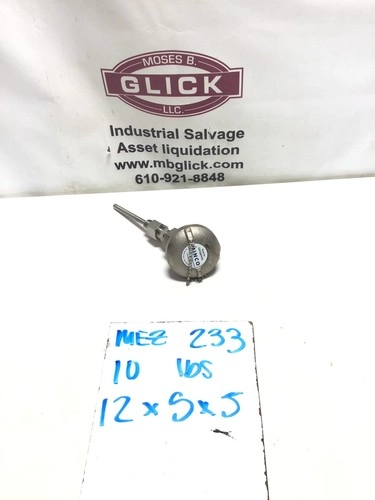 MOSES B.
GLICK
LLC.
Industrial Salvage
Asset liquidation
www.mbglick.com
610-921-8848
MEZ 233
10 lbs
12 x 5 x 5